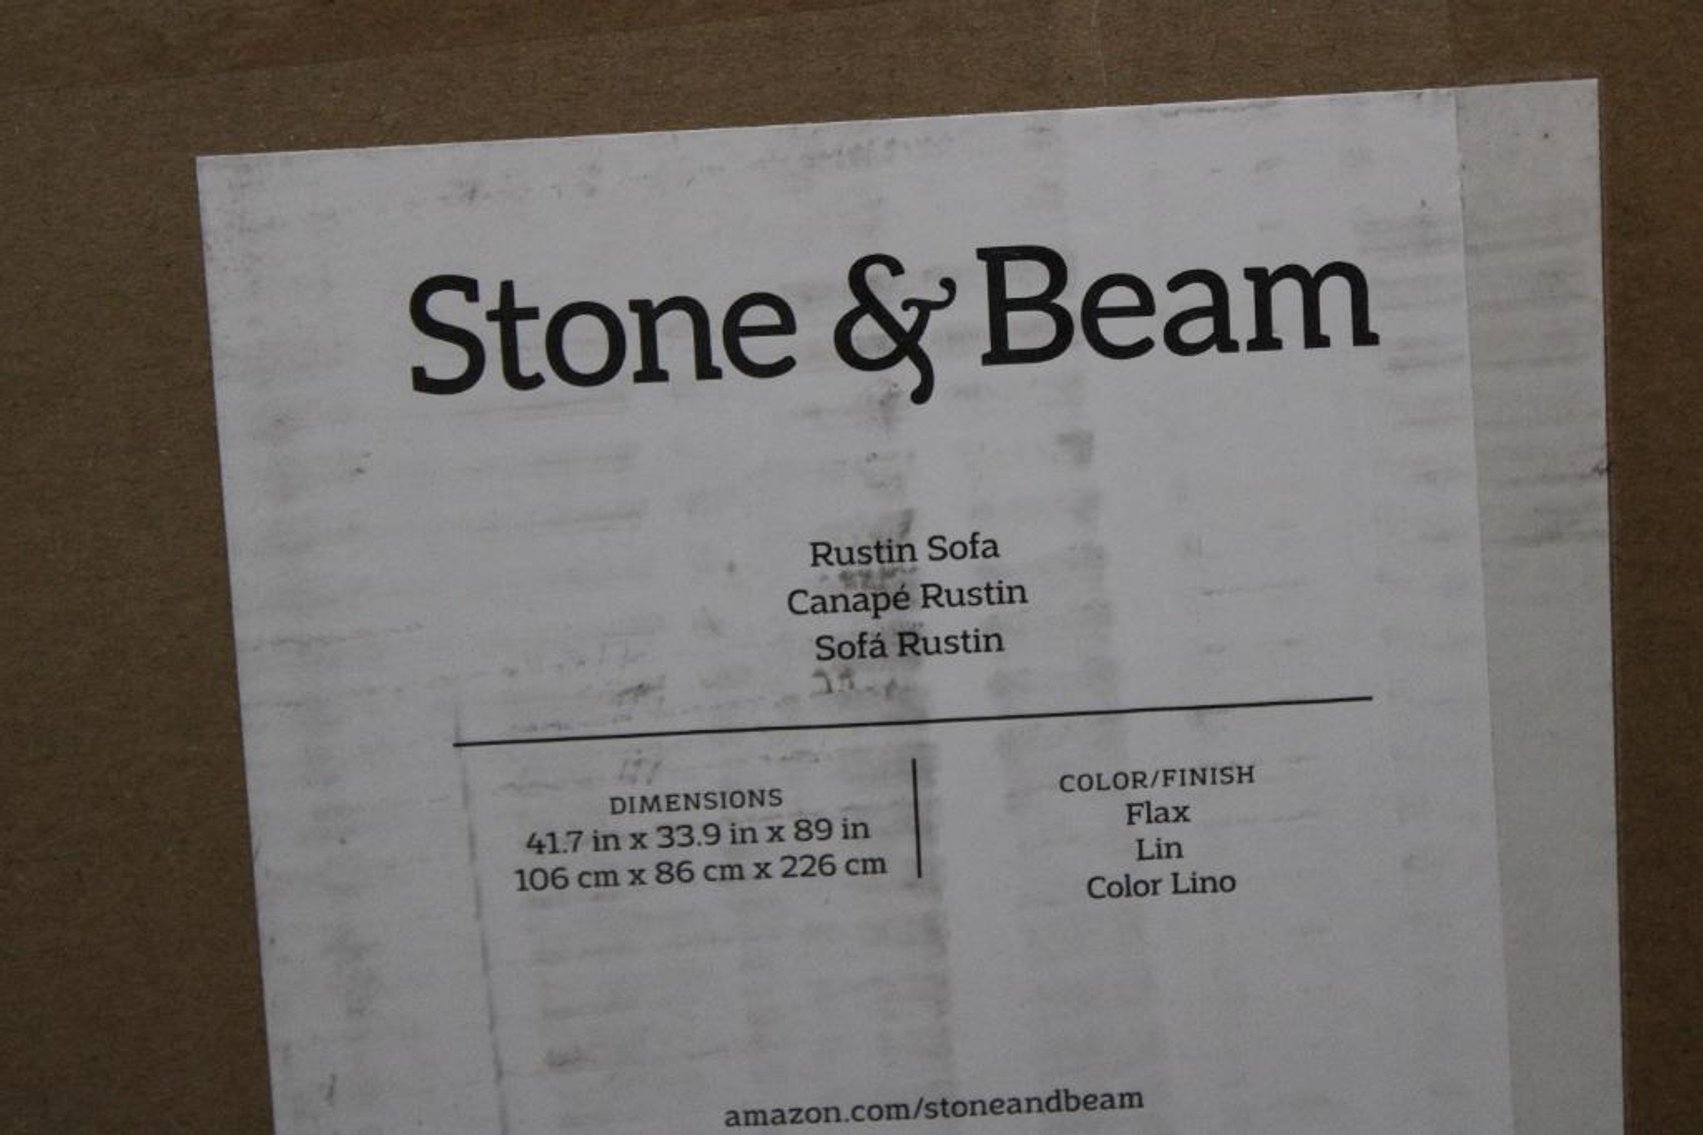 Stone & Beam
Rustin Sofa
Canapé Rustin
Sofá Rustin
DIMENSIONS
41.7 in x 33.9 in x 89 in
106 cm x 86 cm x 226 cm
COLOR/FINISH
Flax
Lin
Color Lino
amazon.com/stoneandbeam